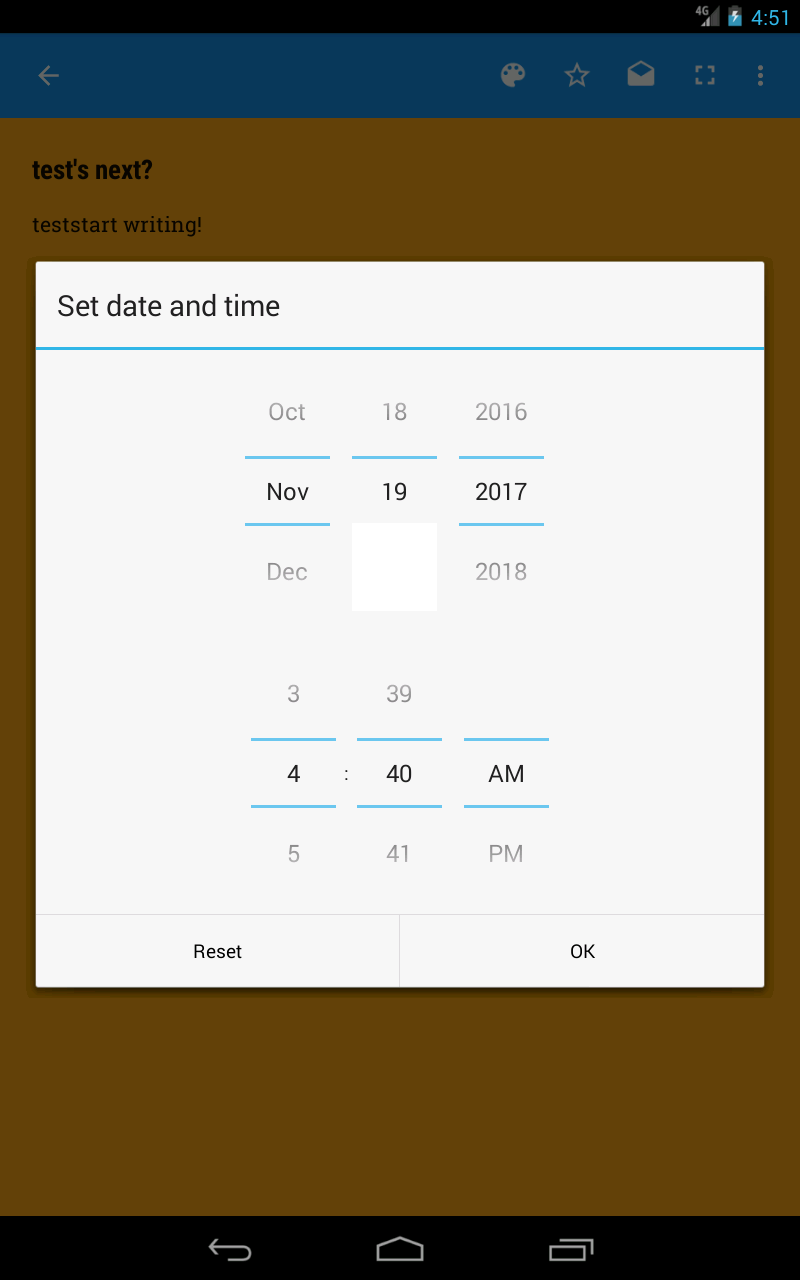 4G 4:51
test's next?
teststart writing!
Set date and time
Oct 18 2016
Nov 19 2017
Dec 2018
3 39
4 : 40 AM
5 41 PM
Reset OK